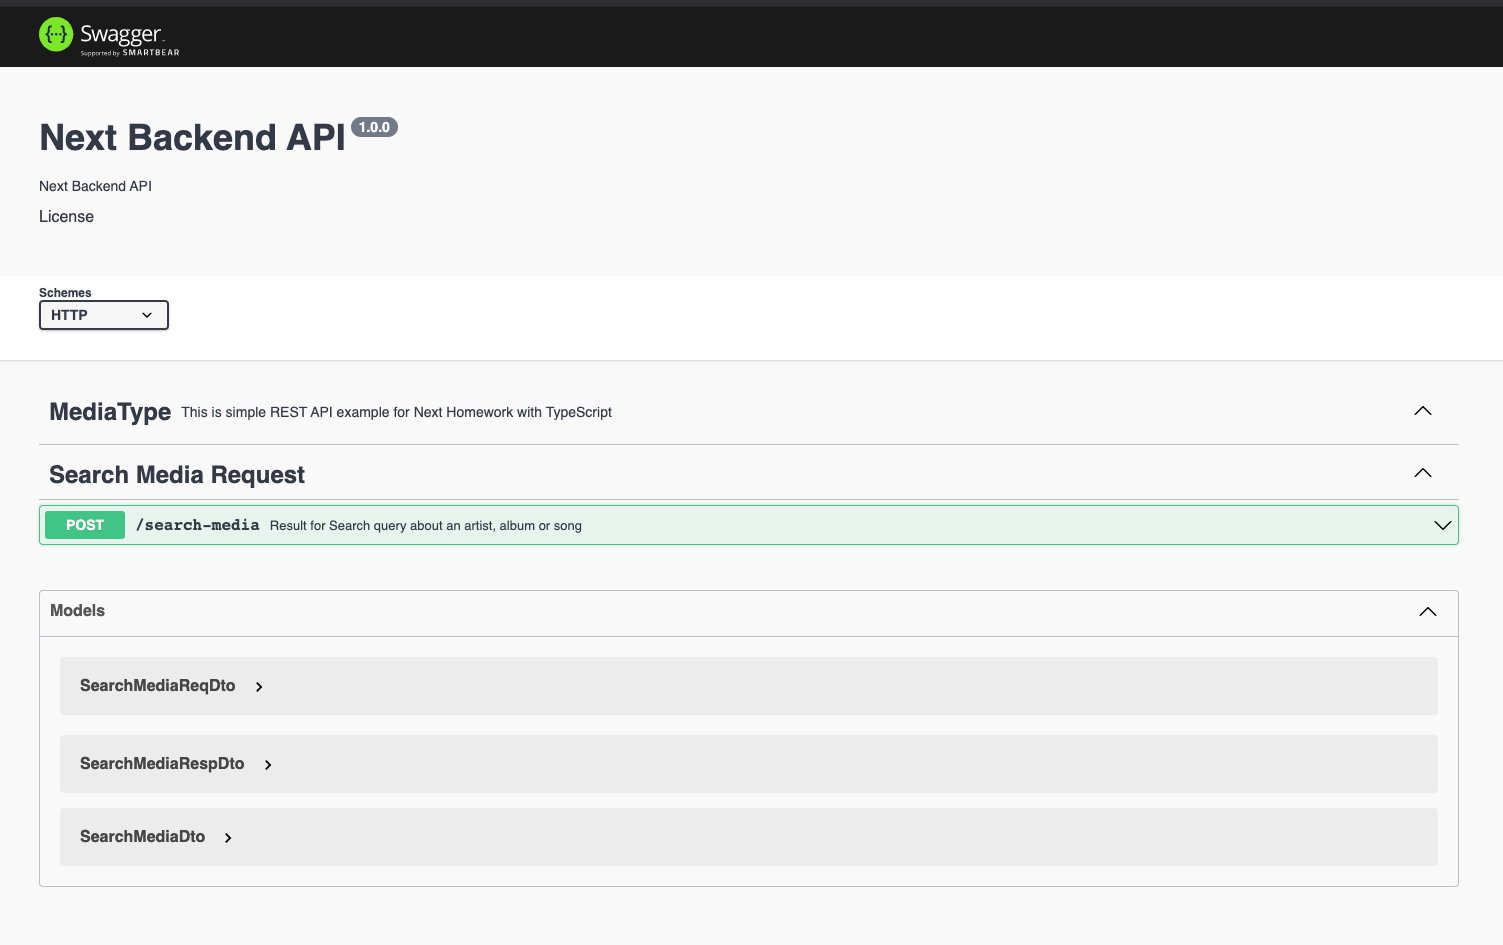 Swagger
Supported by SMARTBEAR
Next Backend API 1.0.0
Next Backend API
License
Schemes
HTTP
MediaType This is simple REST API example for Next Homework with TypeScript
Search Media Request
POST /search-media Result for Search query about an artist, album or song
Models
SearchMediaReqDto
SearchMediaRespDto
SearchMediaDto